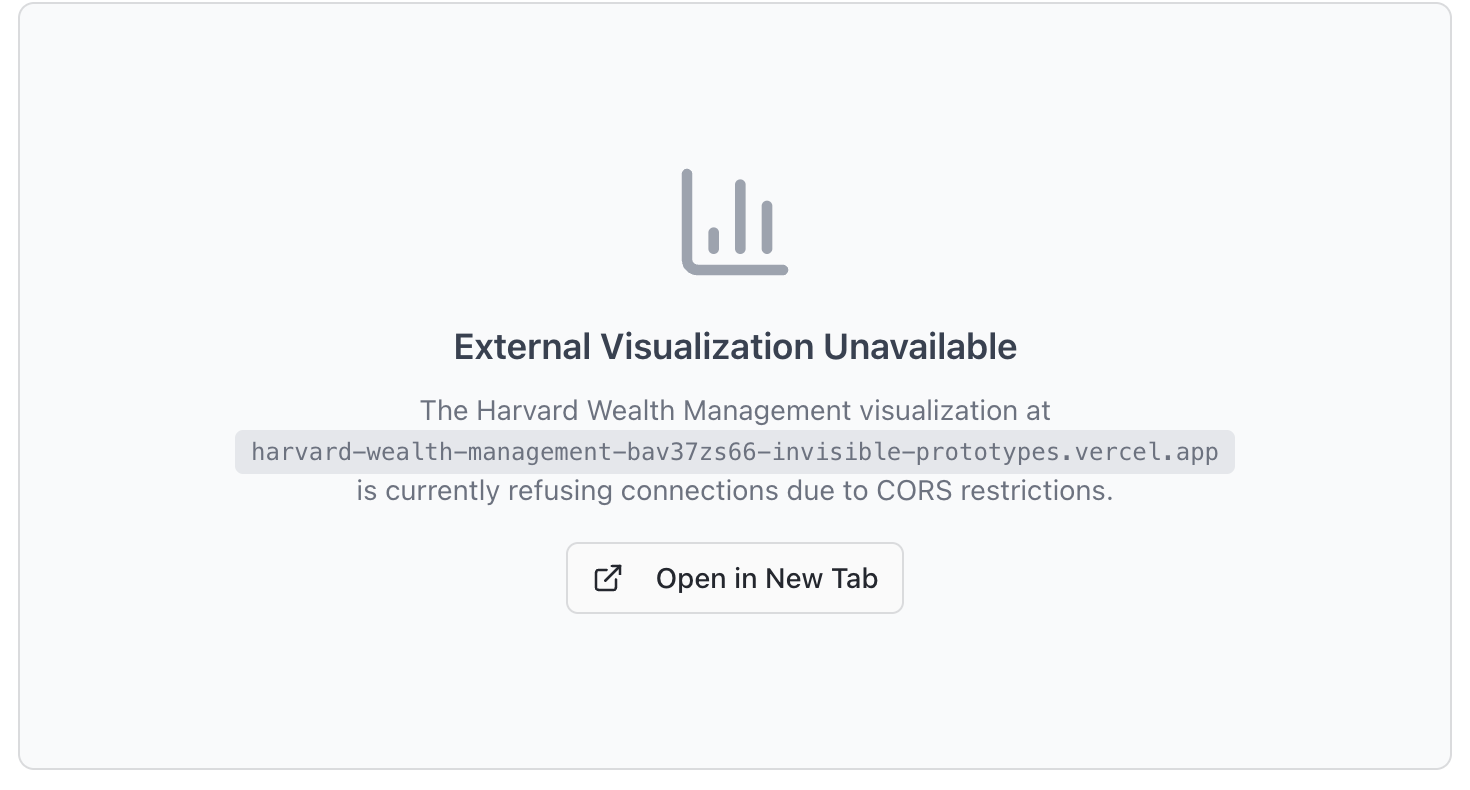 External Visualization Unavailable
The Harvard Wealth Management visualization at
harvard-wealth-management-bav37zs66-invisible-prototypes.vercel.app
is currently refusing connections due to CORS restrictions.
Open in New Tab